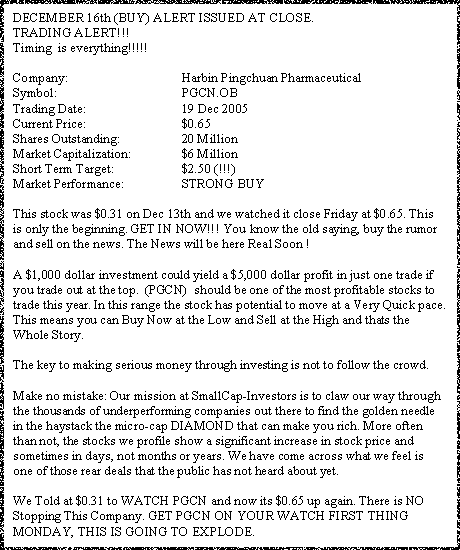 DECEMBER 16th (BUY) ALERT ISSUED AT CLOSE.
TRADING ALERT!!!
Timing is everything!!!!!
Company: Harbin Pingchuan Pharmaceutical
Symbol: PGCN.OB
Trading Date: 19 Dec 2005
Current Price: $0.65
Shares Outstanding: 20 Million
Market Capitalization: $6 Million
Short Term Target: $2.50 (!!!)
Market Performance: STRONG BUY
This stock was $0.31 on Dec 13th and we watched it close Friday at $0.65. This
is only the beginning. GET IN NOW!!! You know the old saying, buy the rumor
and sell on the news. The News will be here Real Soon !
A $1,000 dollar investment could yield a $5,000 dollar profit in just one trade if
you trade out at the top. (PGCN) should be one of the most profitable stocks to
trade this year. In this range the stock has potential to move at a Very Quick pace.
This means you can Buy Now at the Low and Sell at the High and thats the
Whole Story.
The key to making serious money through investing is not to follow the crowd.
Make no mistake: Our mission at SmallCap-Investors is to claw our way through
the thousands of underperforming companies out there to find the golden needle
in the haystack the micro-cap DIAMOND that can make you rich. More often
than not, the stocks we profile show a significant increase in stock price and
sometimes in days, not months or years. We have come across what we feel is
one of those rear deals that the public has not heard about yet.
We Told at $0.31 to WATCH PGCN and now its $0.65 up again. There is NO
Stopping This Company. GET PGCN ON YOUR WATCH FIRST THING
MONDAY, THIS IS GOING TO EXPLODE.